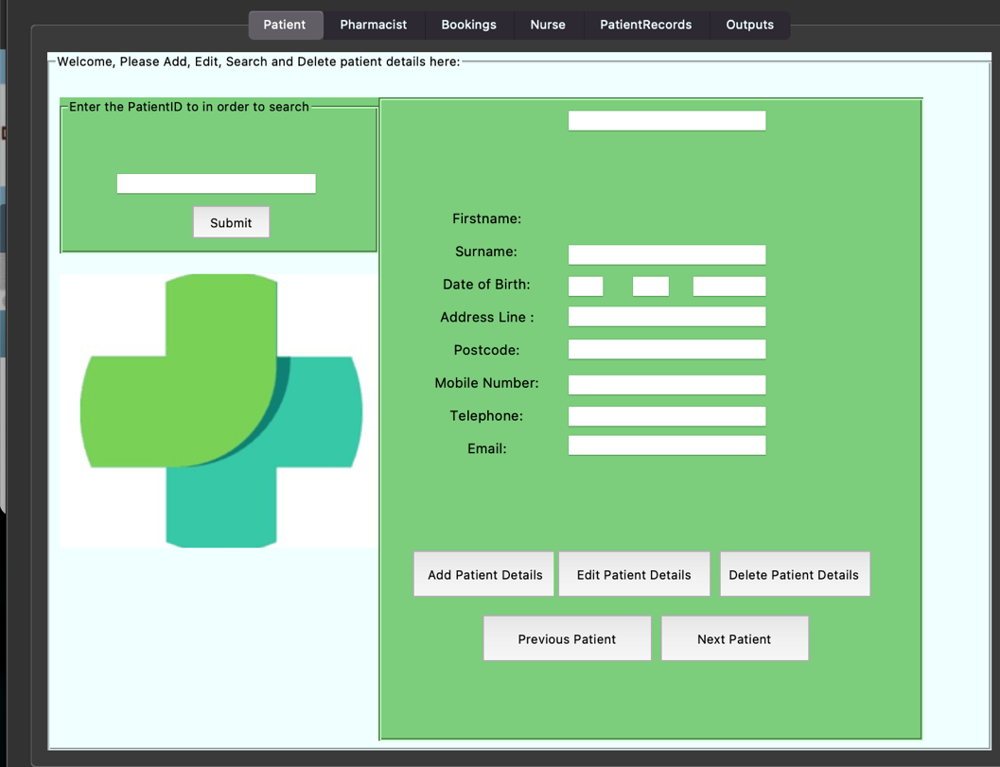 Patient Pharmacist Bookings Nurse PatientRecords Outputs
Welcome, Please Add, Edit, Search and Delete patient details here:
Enter the PatientID to in order to search
Submit
Firstname:
Surname:
Date of Birth:
Address Line :
Postcode:
Mobile Number:
Telephone:
Email:
Add Patient Details Edit Patient Details Delete Patient Details
Previous Patient Next Patient